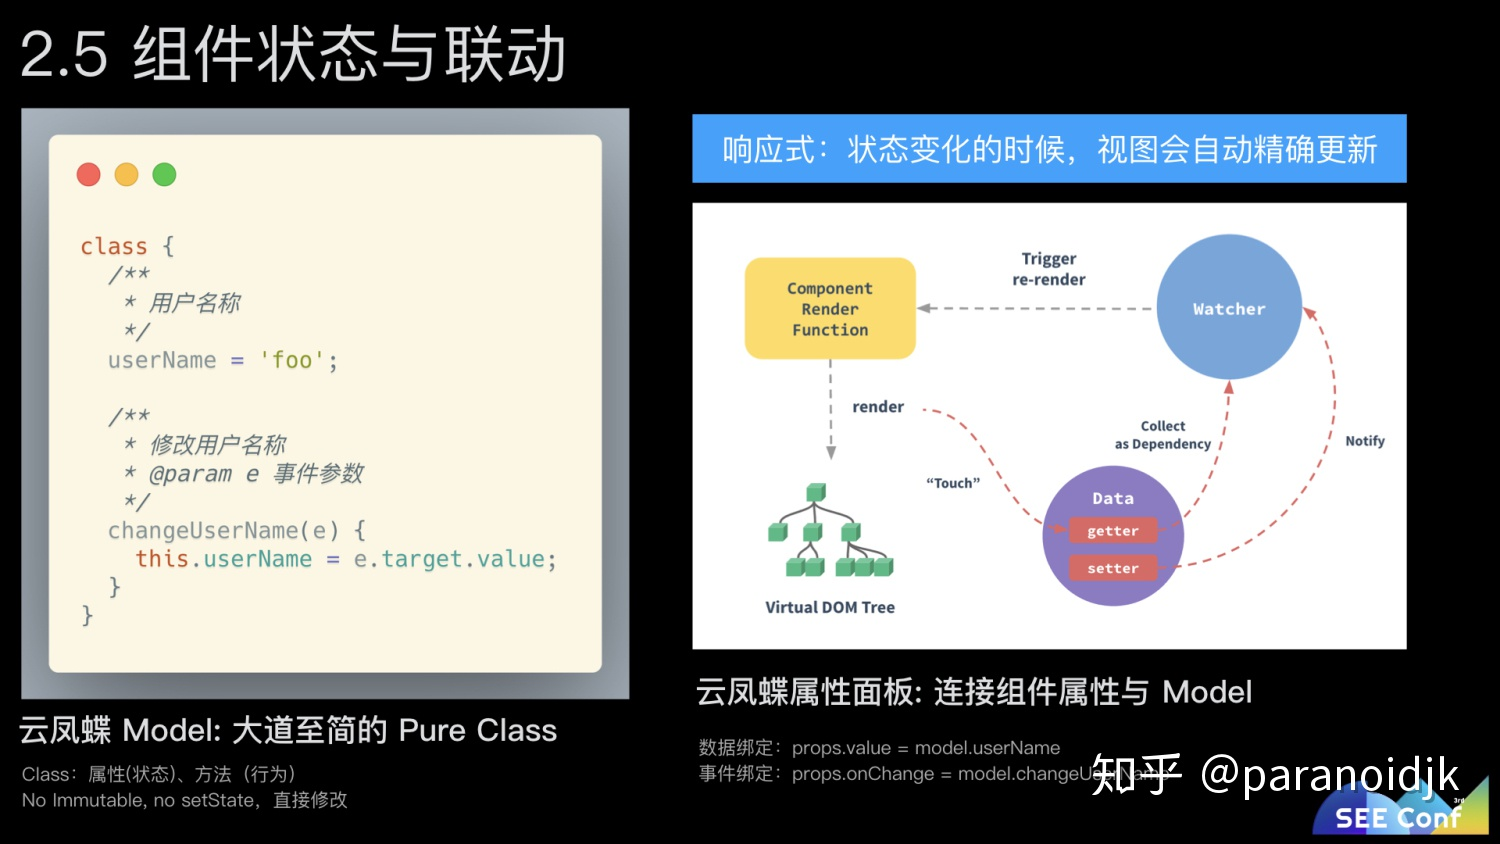 2.5 组件状态与联动
class {
/**
* 用户名称
*/
userName = 'foo';
/**
* 修改用户名称
* @param e 事件参数
*/
changeUserName(e) {
this.userName = e.target.value;
}
}
云凤蝶 Model: 大道至简的 Pure Class
Class：属性(状态)、方法（行为）
No Immutable, no setState，直接修改
响应式：状态变化的时候，视图会自动精确更新
Component
Render
Function
Trigger
re-render
Watcher
render
Collect
as Dependency
Notify
“Touch”
Data
getter
setter
Virtual DOM Tree
云凤蝶属性面板: 连接组件属性与 Model
数据绑定：props.value = model.userName
事件绑定：props.onChange = model.changeUserName
知乎 @paranoidjk
3rd
SEE Conf